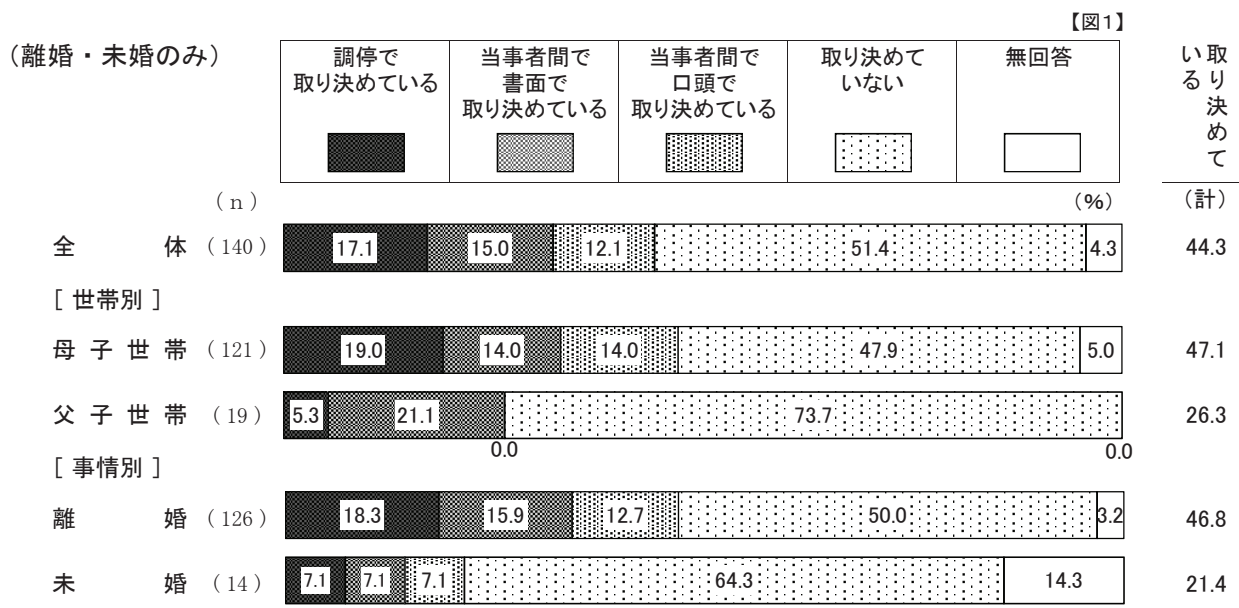 【図1】
（離婚・未婚のみ）
調停で
取り決めている
当事者間で
書面で
取り決めている
当事者間で
口頭で
取り決めている
取り決めて
いない
無回答
取り決めて
いる
（n）
(%)
（計）
全　　体（140）
17.1 15.0 12.1 51.4 4.3
44.3
［世帯別］
母子世帯（121）
19.0 14.0 14.0 47.9 5.0
47.1
父子世帯（19）
5.3 21.1 73.7
26.3
0.0 0.0
［事情別］
離　　婚（126）
18.3 15.9 12.7 50.0 3.2
46.8
未　　婚（14）
7.1 7.1 7.1 64.3 14.3
21.4